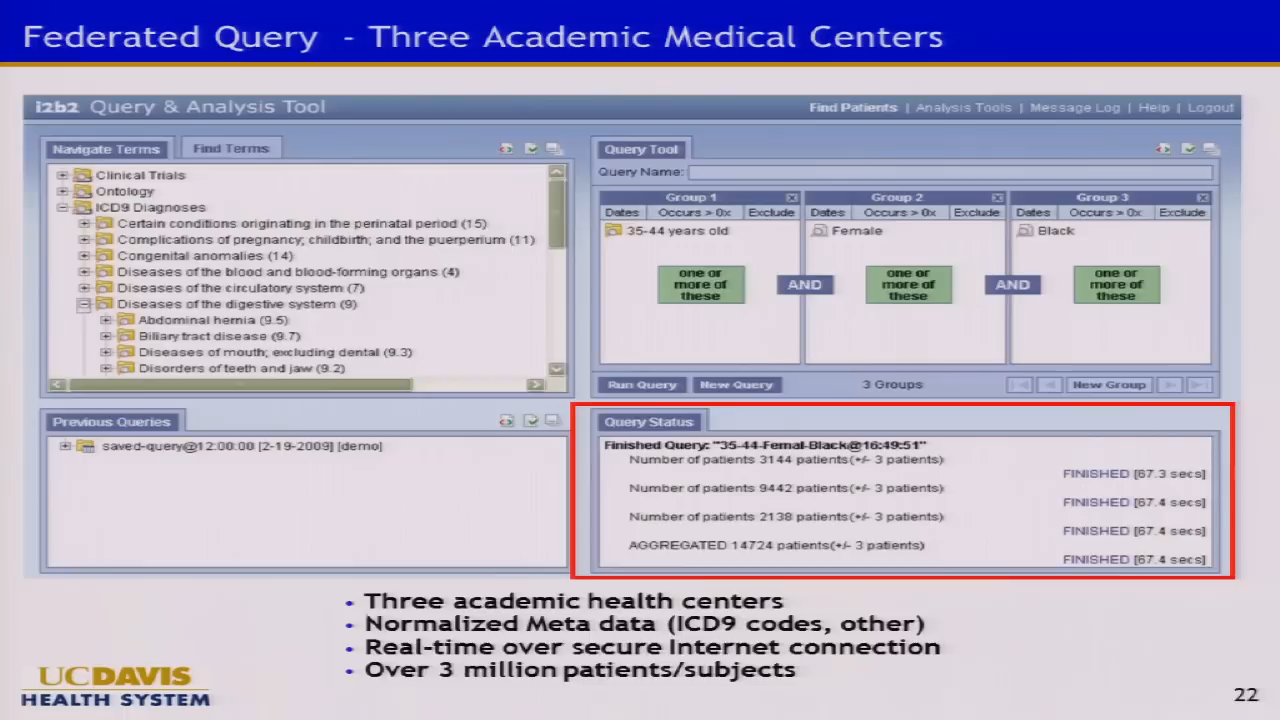 Federated Query - Three Academic Medical Centers
i2b2 Query & Analysis Tool
Find Patients | Analysis Tools | Message Log | Help | Logout
Navigate Terms
Find Terms
Clinical Trials
Ontology
ICD9 Diagnoses
Certain conditions originating in the perinatal period (15)
Complications of pregnancy; childbirth; and the puerperium (11)
Congenital anomalies (14)
Diseases of the blood and blood-forming organs (4)
Diseases of the circulatory system (7)
Diseases of the digestive system (9)
Abdominal hernia (9.5)
Biliary tract disease (9.7)
Diseases of mouth; excluding dental (9.3)
Disorders of teeth and jaw (9.2)
Query Tool
Query Name:
Group 1 Group 2 Group 3
Dates Occurs > 0x Exclude Dates Occurs > 0x Exclude Dates Occurs > 0x Exclude
35-44 years old Female Black
one or more of these AND one or more of these AND one or more of these
Run Query New Query 3 Groups New Group
Previous Queries
saved-query@12:00:00 [2-19-2009] [demo]
Query Status
Finished Query: "35-44-Femal-Black@16:49:51"
Number of patients 3144 patients(+/- 3 patients)
FINISHED [67.3 secs]
Number of patients 9442 patients(+/- 3 patients)
FINISHED [67.4 secs]
Number of patients 2138 patients(+/- 3 patients)
FINISHED [67.4 secs]
AGGREGATED 14724 patients(+/- 3 patients)
FINISHED [67.4 secs]
• Three academic health centers
• Normalized Meta data (ICD9 codes, other)
• Real-time over secure Internet connection
• Over 3 million patients/subjects
UCDAVIS
HEALTH SYSTEM
22